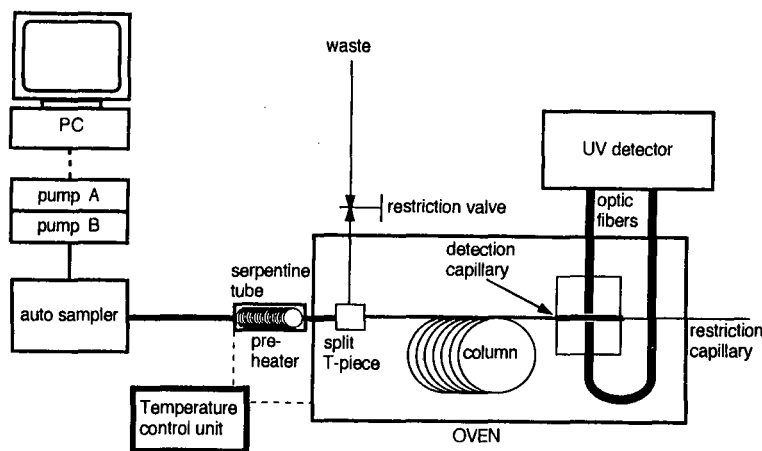 waste
PC
UV detector
pump A
pump B
restriction valve
optic
fibers
detection
capillary
serpentine
tube
auto sampler
pre-
heater
split
T-piece
column
restriction
capillary
Temperature
control unit
OVEN